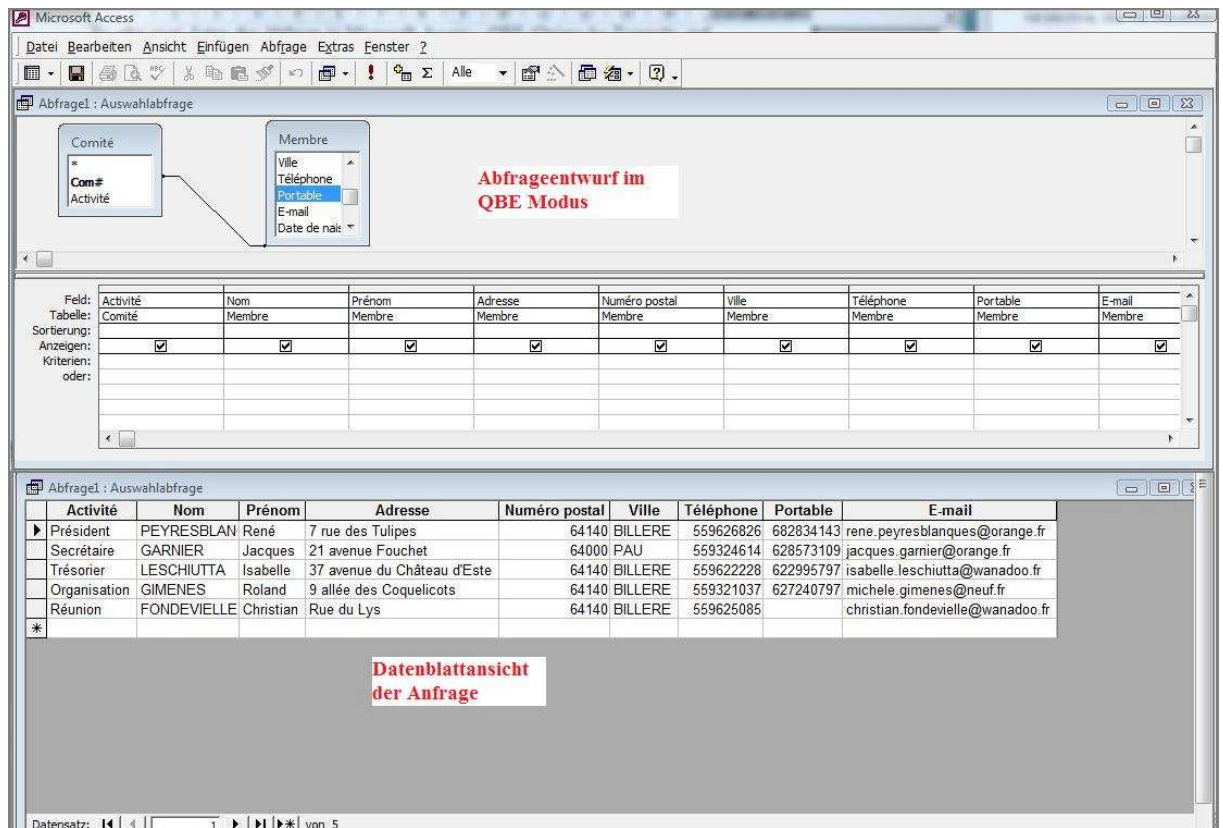 Microsoft Access
Datei Bearbeiten Ansicht Einfügen Abfrage Extras Fenster ?
Alle
Abfrage1 : Auswahlabfrage
Comité
*
Com#
Activité
Membre
Ville
Téléphone
Portable
E-mail
Date de nais
Abfrageentwurf im
QBE Modus
Feld: Activité Nom Prénom Adresse Numéro postal Ville Téléphone Portable E-mail
Tabelle: Comité Membre Membre Membre Membre Membre Membre Membre Membre
Sortierung:
Anzeigen:
Kriterien:
oder:
Abfrage1 : Auswahlabfrage
Activité Nom Prénom Adresse Numéro postal Ville Téléphone Portable E-mail
Président PEYRESBLAN René 7 rue des Tulipes 64140 BILLERE 559626826 682834143 rene.peyresblanques@orange.fr
Secrétaire GARNIER Jacques 21 avenue Fouchet 64000 PAU 559324614 628573109 jacques.garnier@orange.fr
Trésorier LESCHIUTTA Isabelle 37 avenue du Château d'Este 64140 BILLERE 559622228 622995797 isabelle.leschiutta@wanadoo.fr
Organisation GIMENES Roland 9 allée des Coquelicots 64140 BILLERE 559321037 627240797 michele.gimenes@neuf.fr
Réunion FONDEVIELLE Christian Rue du Lys 64140 BILLERE 559625085 christian.fondevielle@wanadoo.fr
Datenblattansicht
der Anfrage
Datensatz: 1 von 5